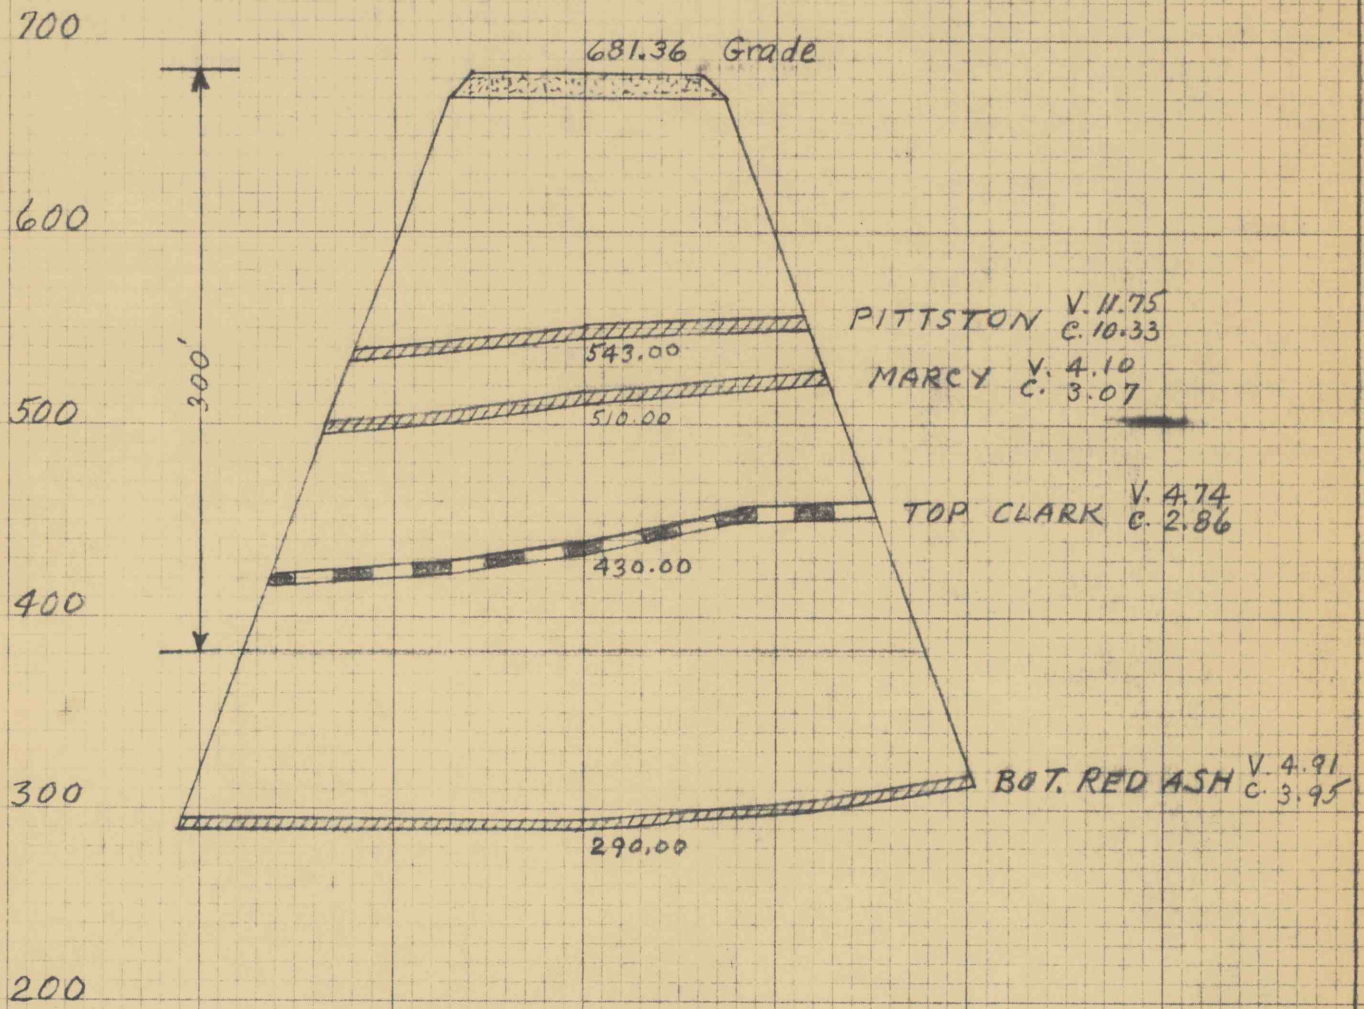 700
681.36 Grade
600
300'
PITTSTON V. 11.75
C. 10.33
543.00
MARCY V. 4.10
C. 3.07
500
510.00
TOP CLARK V. 4.74
C. 2.86
430.00
400
BOT. RED ASH V. 4.91
C. 3.95
300
290.00
200